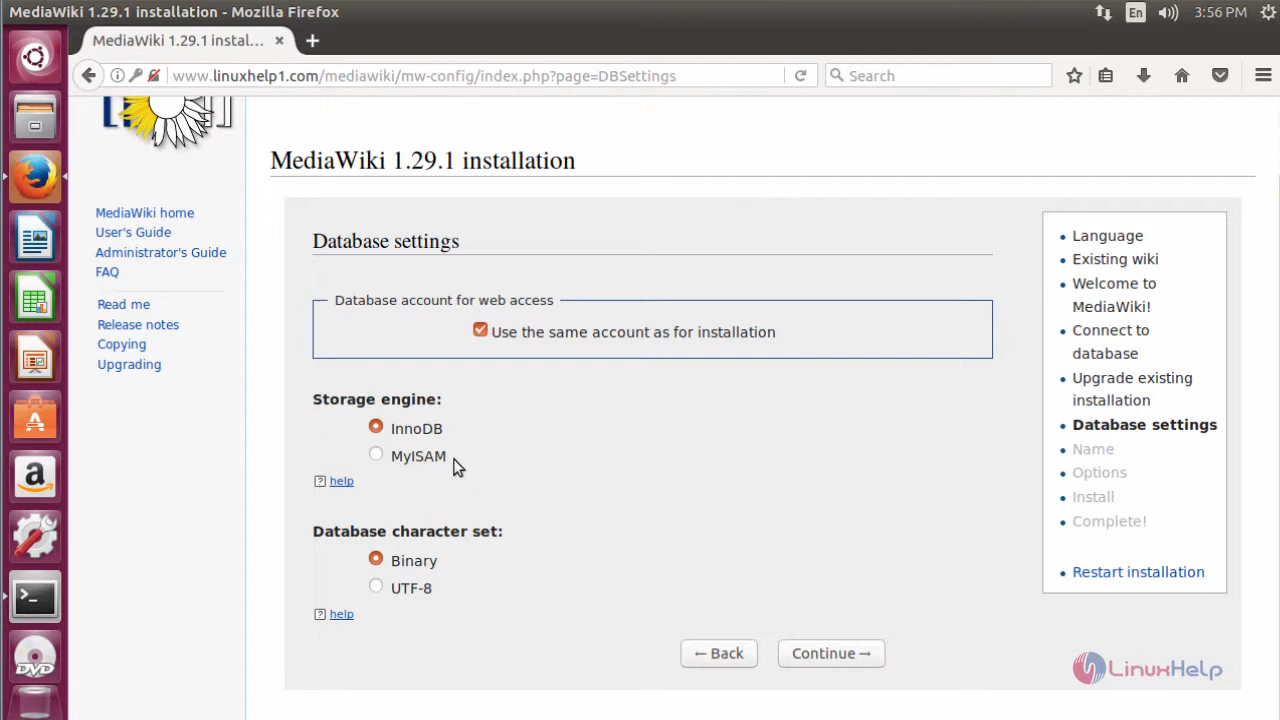 MediaWiki 1.29.1 installation - Mozilla Firefox
En
3:56 PM
MediaWiki 1.29.1 instal... × +
www.linuxhelp1.com/mediawiki/mw-config/index.php?page=DBSettings
Search
MediaWiki home
User's Guide
Administrator's Guide
FAQ
Read me
Release notes
Copying
Upgrading
MediaWiki 1.29.1 installation
Database settings
Database account for web access
Use the same account as for installation
Storage engine:
InnoDB
MyISAM
? help
Database character set:
Binary
UTF-8
? help
← Back
Continue →
Language
Existing wiki
Welcome to
MediaWiki!
Connect to
database
Upgrade existing
installation
Database settings
Name
Options
Install
Complete!
Restart installation
LinuxHelp
DVD